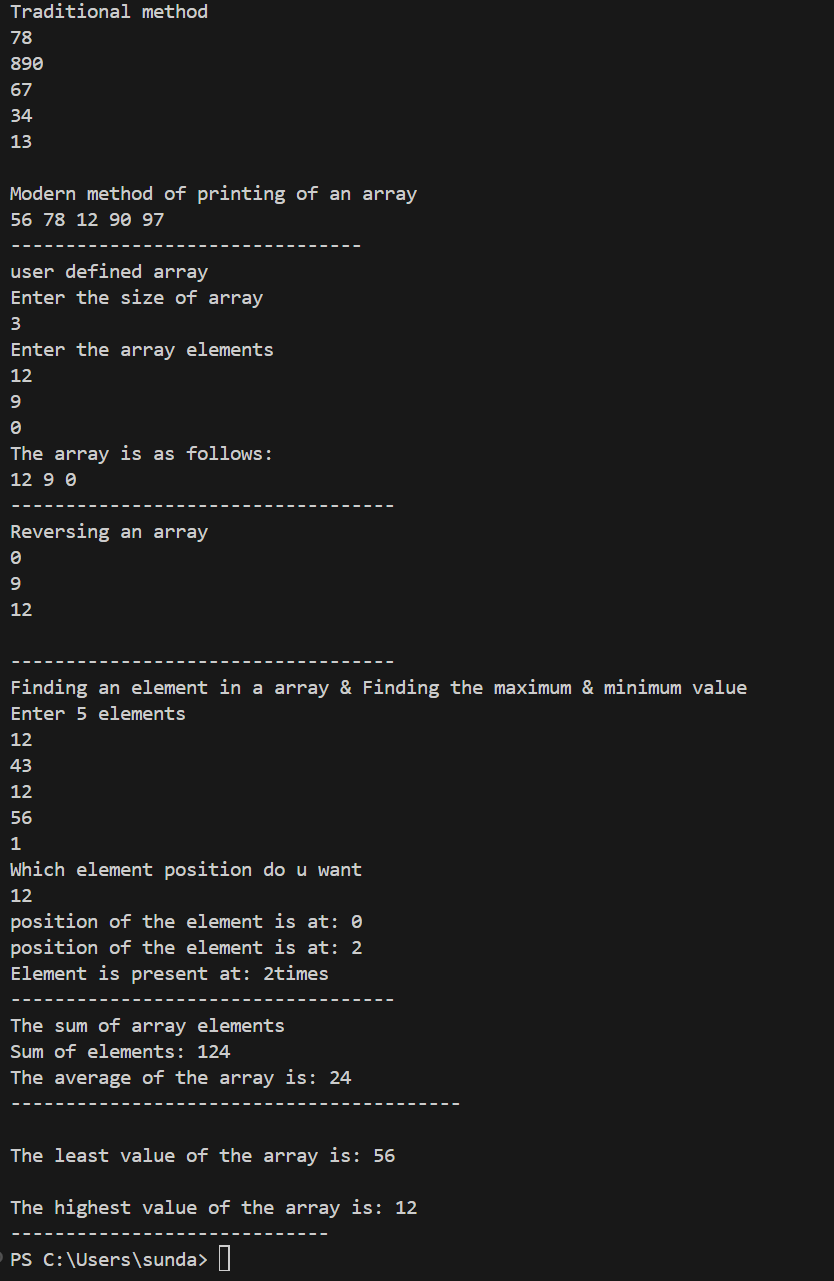 Traditional method
78
890
67
34
13
Modern method of printing of an array
56 78 12 90 97
--------------------------------
user defined array
Enter the size of array
3
Enter the array elements
12
9
0
The array is as follows:
12 9 0
-----------------------------------
Reversing an array
0
9
12
-----------------------------------
Finding an element in a array & Finding the maximum & minimum value
Enter 5 elements
12
43
12
56
1
Which element position do u want
12
position of the element is at: 0
position of the element is at: 2
Element is present at: 2times
-----------------------------------
The sum of array elements
Sum of elements: 124
The average of the array is: 24
-----------------------------------------
The least value of the array is: 56
The highest value of the array is: 12
-----------------------------
PS C:\Users\sunda>